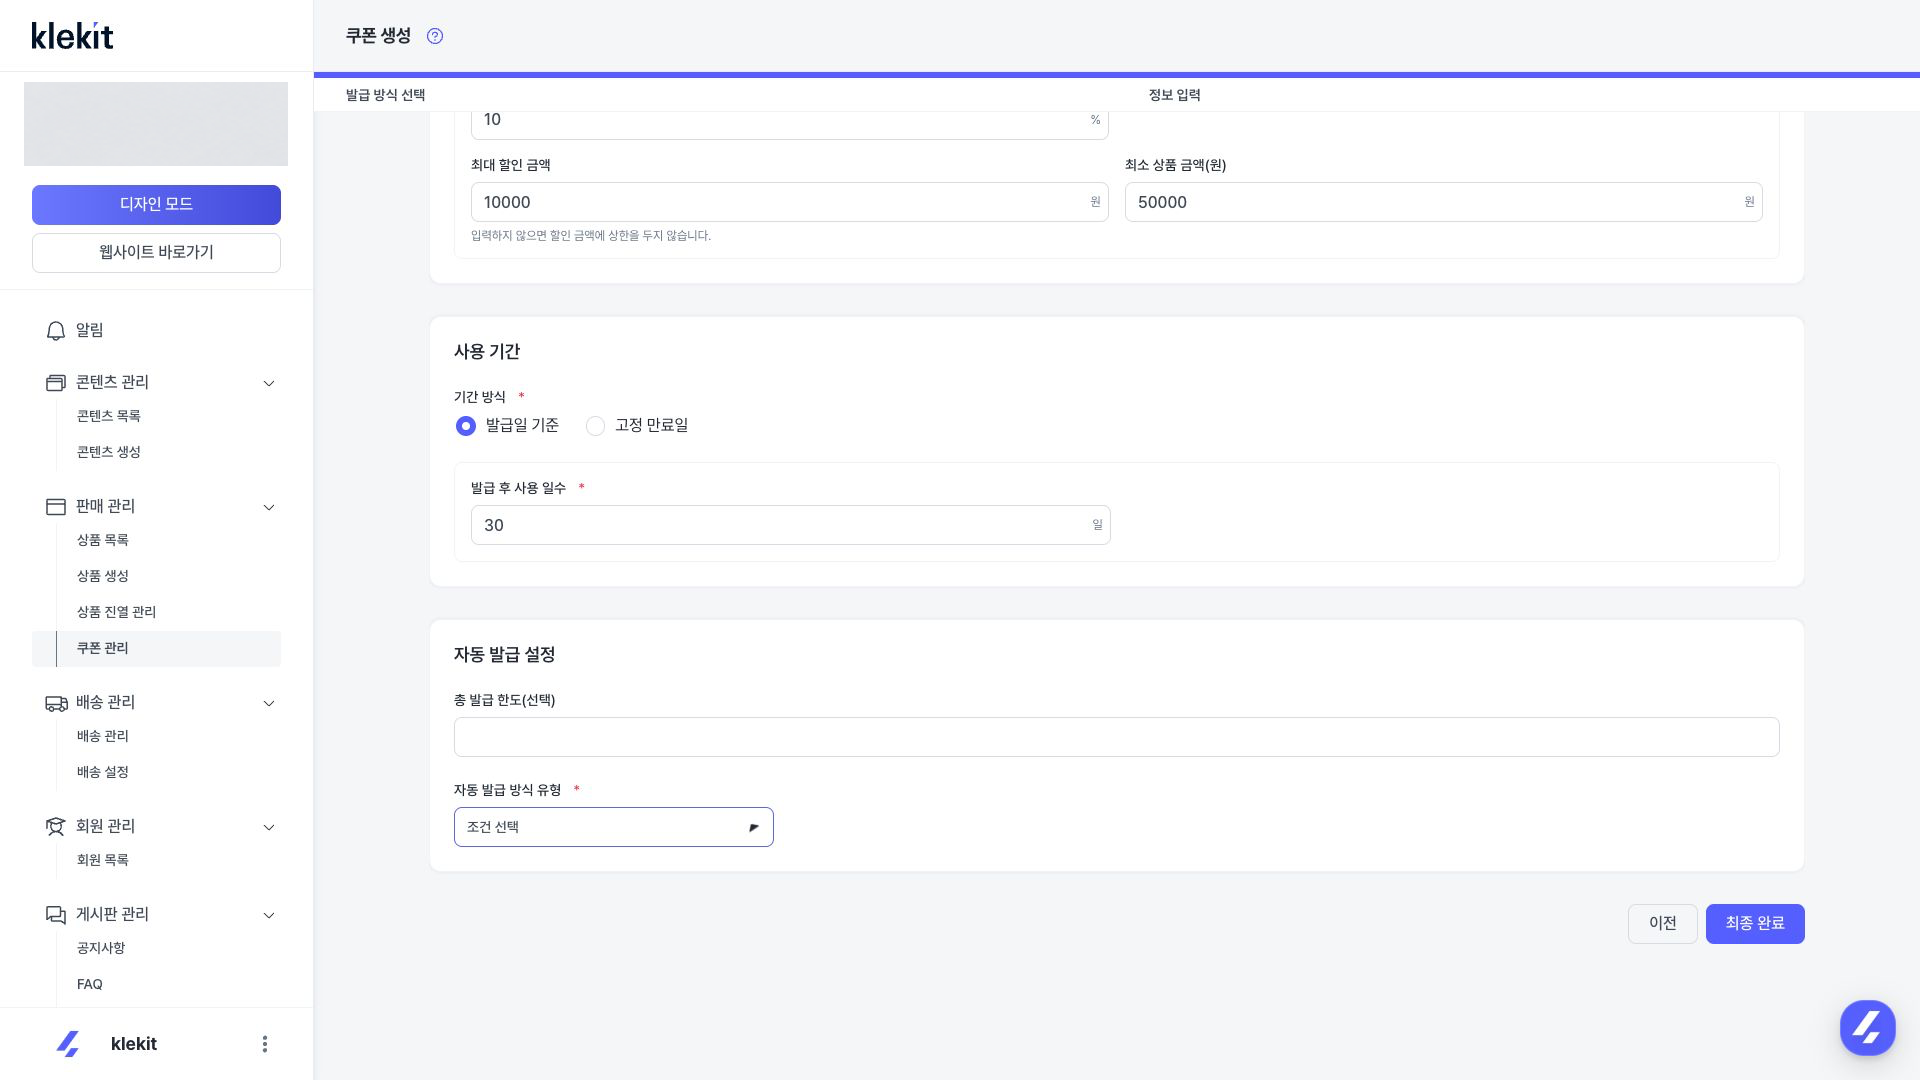 klekit
디자인 모드
웹사이트 바로가기
알림
콘텐츠 관리
콘텐츠 목록
콘텐츠 생성
판매 관리
상품 목록
상품 생성
상품 진열 관리
쿠폰 관리
배송 관리
배송 관리
배송 설정
회원 관리
회원 목록
게시판 관리
공지사항
FAQ
klekit
쿠폰 생성
발급 방식 선택
정보 입력
10 %
최대 할인 금액
10000 원
입력하지 않으면 할인 금액에 상한을 두지 않습니다.
최소 상품 금액(원)
50000 원
사용 기간
기간 방식 *
발급일 기준 고정 만료일
발급 후 사용 일수 *
30 일
자동 발급 설정
총 발급 한도(선택)
자동 발급 방식 유형 *
조건 선택
이전 최종 완료